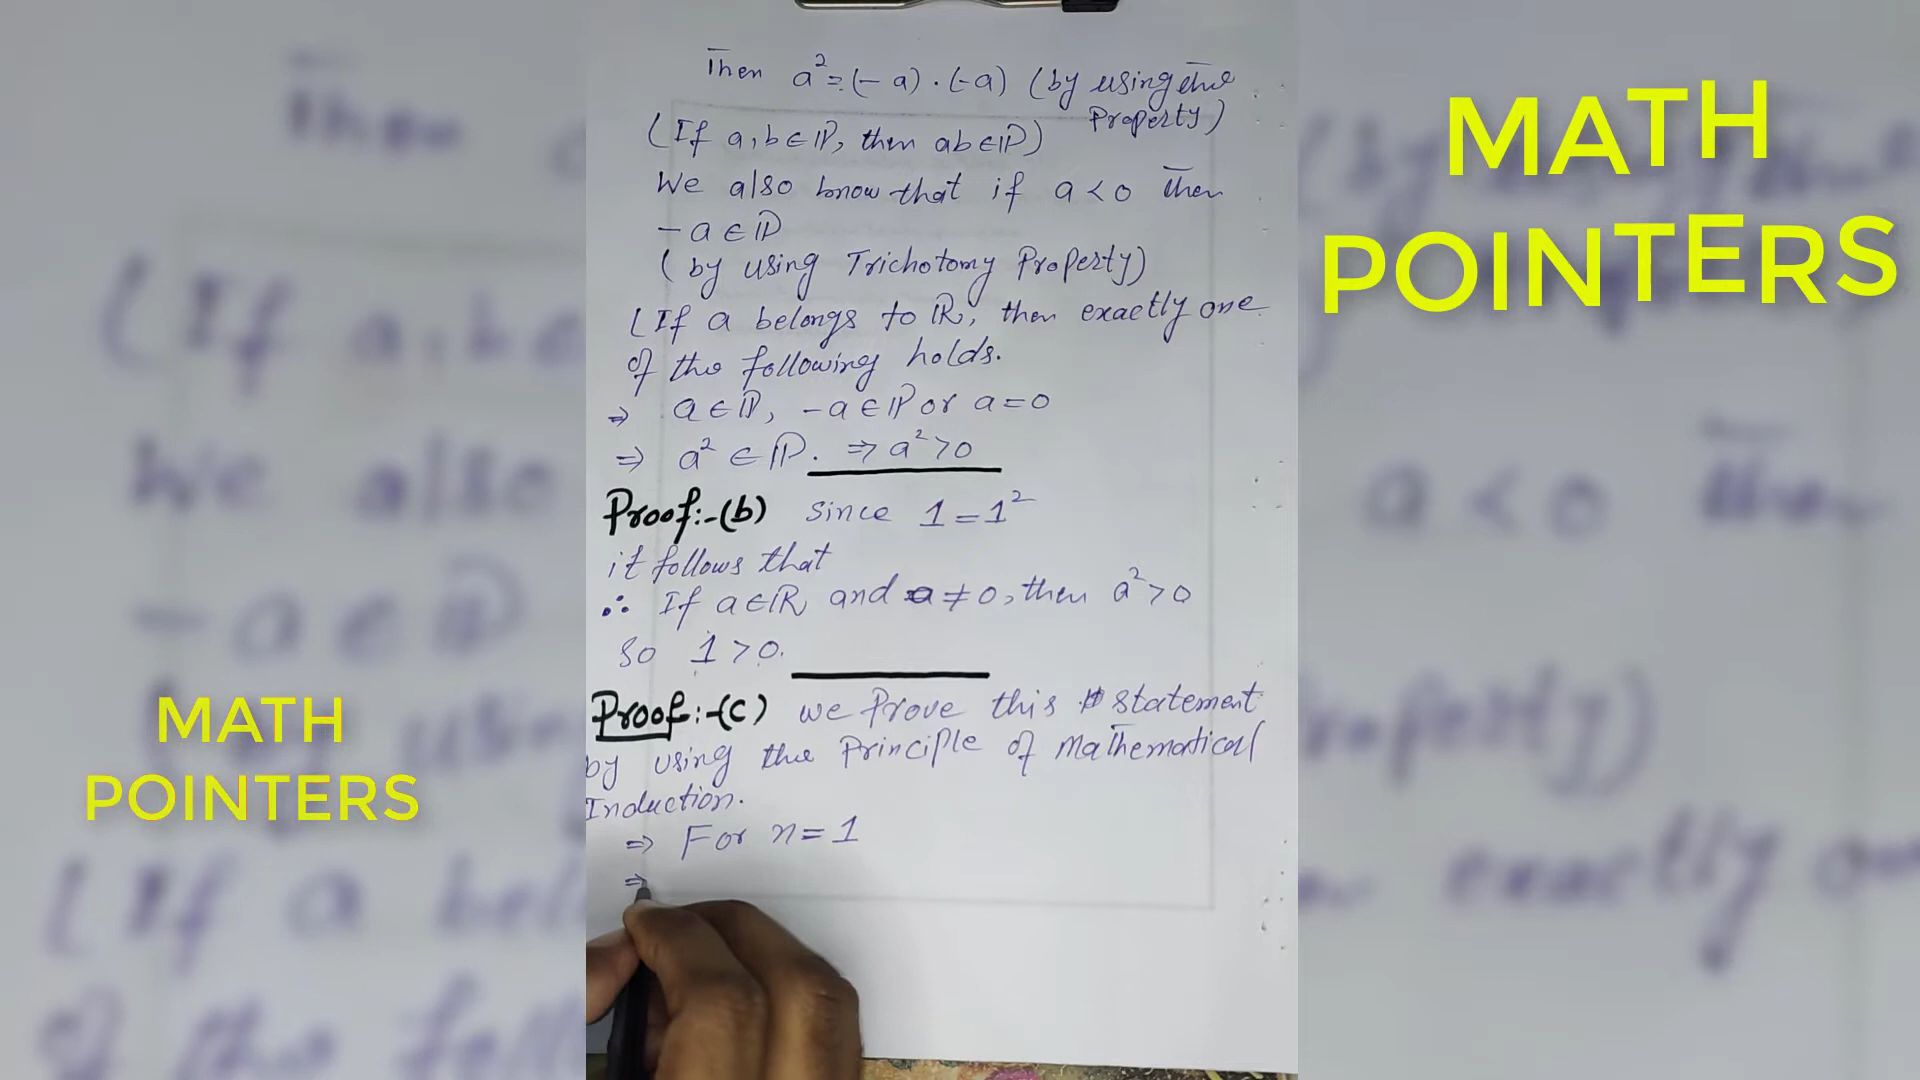 Then a² = (- a) · (- a) (by using the
Property)
(If a, b ∈ ℙ, then ab ∈ ℙ)
We also know that if a < 0 then
- a ∈ ℙ
(by using Trichotomy Property)
(If a belongs to ℝ, then exactly one
of the following holds.
⇒ a ∈ ℙ, -a ∈ ℙ or a = 0
⇒ a² ∈ ℙ. ⇒ a² > 0
Proof:-(b) Since 1 = 1²
it follows that
∴ If a ∈ ℝ and a ≠ 0, then a² > 0
So 1 > 0.
Proof:-(c) we Prove this statement
by using the Principle of Mathematical
Induction.
⇒ For n = 1
⇒
MATH
POINTERS
MATH
POINTERS